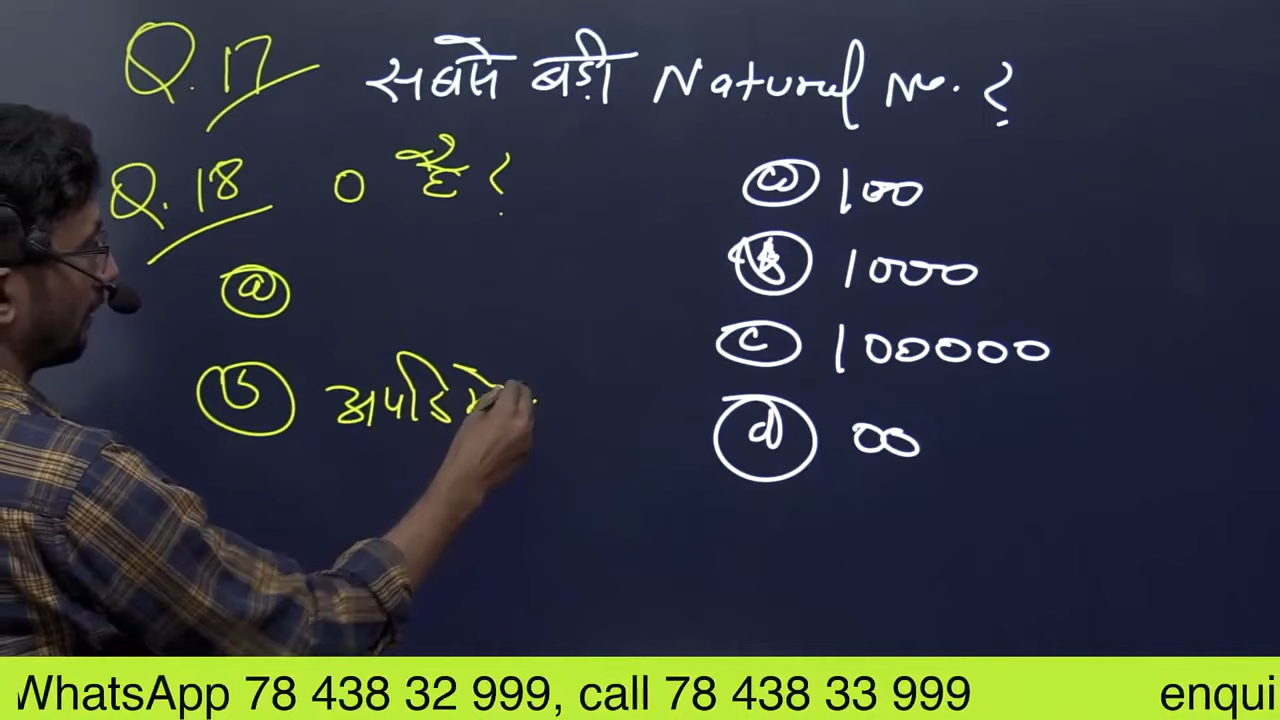 Q.17 सबसे बड़ी Natural No. ?
Q.18 0 है ?
(a)
(b) अपरिमे
(a) 100
(b) 1000
(c) 100000
(d) ∞
WhatsApp 78 438 32 999, call 78 438 33 999 enqui